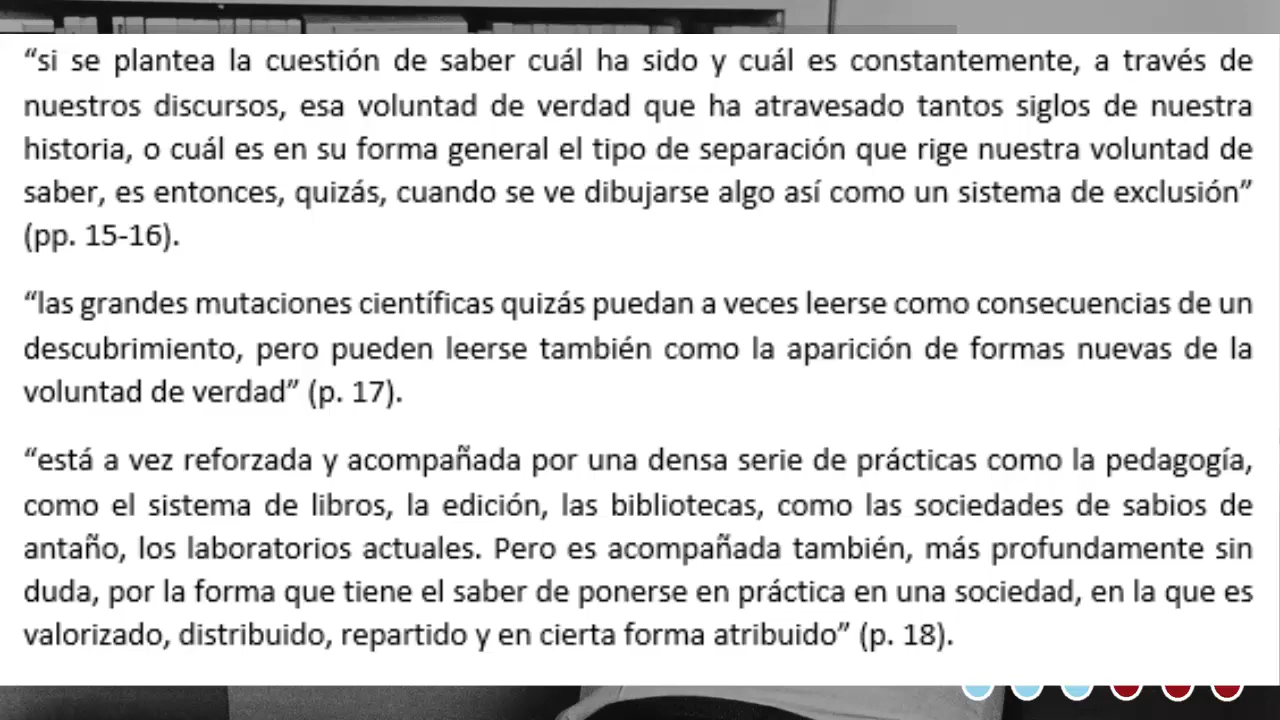 “si se plantea la cuestión de saber cuál ha sido y cuál es constantemente, a través de
nuestros discursos, esa voluntad de verdad que ha atravesado tantos siglos de nuestra
historia, o cuál es en su forma general el tipo de separación que rige nuestra voluntad de
saber, es entonces, quizás, cuando se ve dibujarse algo así como un sistema de exclusión”
(pp. 15-16).
“las grandes mutaciones científicas quizás puedan a veces leerse como consecuencias de un
descubrimiento, pero pueden leerse también como la aparición de formas nuevas de la
voluntad de verdad” (p. 17).
“está a vez reforzada y acompañada por una densa serie de prácticas como la pedagogía,
como el sistema de libros, la edición, las bibliotecas, como las sociedades de sabios de
antaño, los laboratorios actuales. Pero es acompañada también, más profundamente sin
duda, por la forma que tiene el saber de ponerse en práctica en una sociedad, en la que es
valorizado, distribuido, repartido y en cierta forma atribuido” (p. 18).